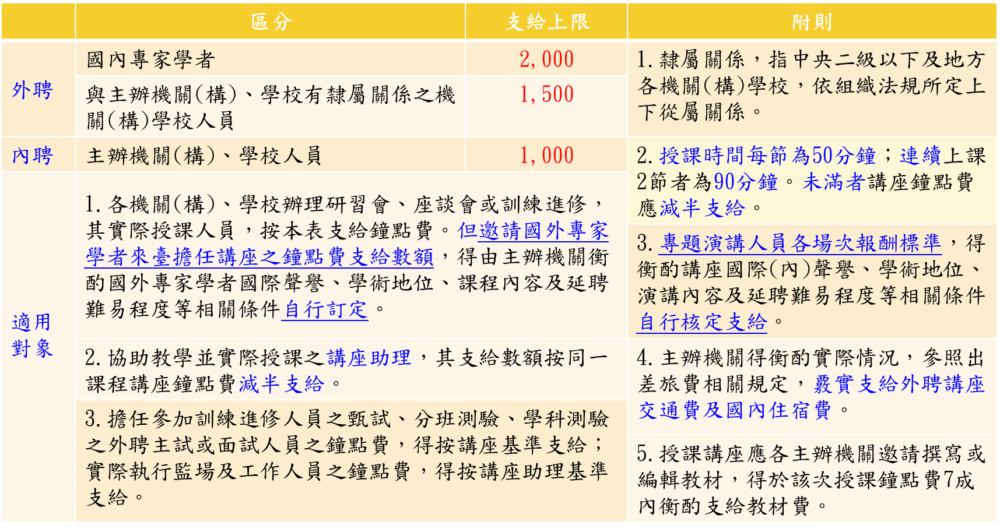 區分
支給上限
附則
外聘
國內專家學者
2,000
與主辦機關(構)、學校有隸屬關係之機
關(構)學校人員
1,500
1.隸屬關係，指中央二級以下及地方
各機關(構)學校，依組織法規所定上
下從屬關係。
內聘
主辦機關(構)、學校人員
1,000
2.授課時間每節為50分鐘；連續上課
2節者為90分鐘。未滿者講座鐘點費
應減半支給。
適用
對象
1.各機關(構)、學校辦理研習會、座談會或訓練進修，
其實際授課人員，按本表支給鐘點費。但邀請國外專家
學者來臺擔任講座之鐘點費支給數額，得由主辦機關衡
酌國外專家學者國際聲譽、學術地位、課程內容及延聘
難易程度等相關條件自行訂定。
3.專題演講人員各場次報酬標準，得
衡酌講座國際(內)聲譽、學術地位、
演講內容及延聘難易程度等相關條件
自行核定支給。
2.協助教學並實際授課之講座助理，其支給數額按同一
課程講座鐘點費減半支給。
4.主辦機關得衡酌實際情況，參照出
差旅費相關規定，覈實支給外聘講座
交通費及國內住宿費。
3.擔任參加訓練進修人員之甄試、分班測驗、學科測驗
之外聘主試或面試人員之鐘點費，得按講座基準支給；
實際執行監場及工作人員之鐘點費，得按講座助理基準
支給。
5.授課講座應各主辦機關邀請撰寫或
編輯教材，得於該次授課鐘點費7成
內衡酌支給教材費。